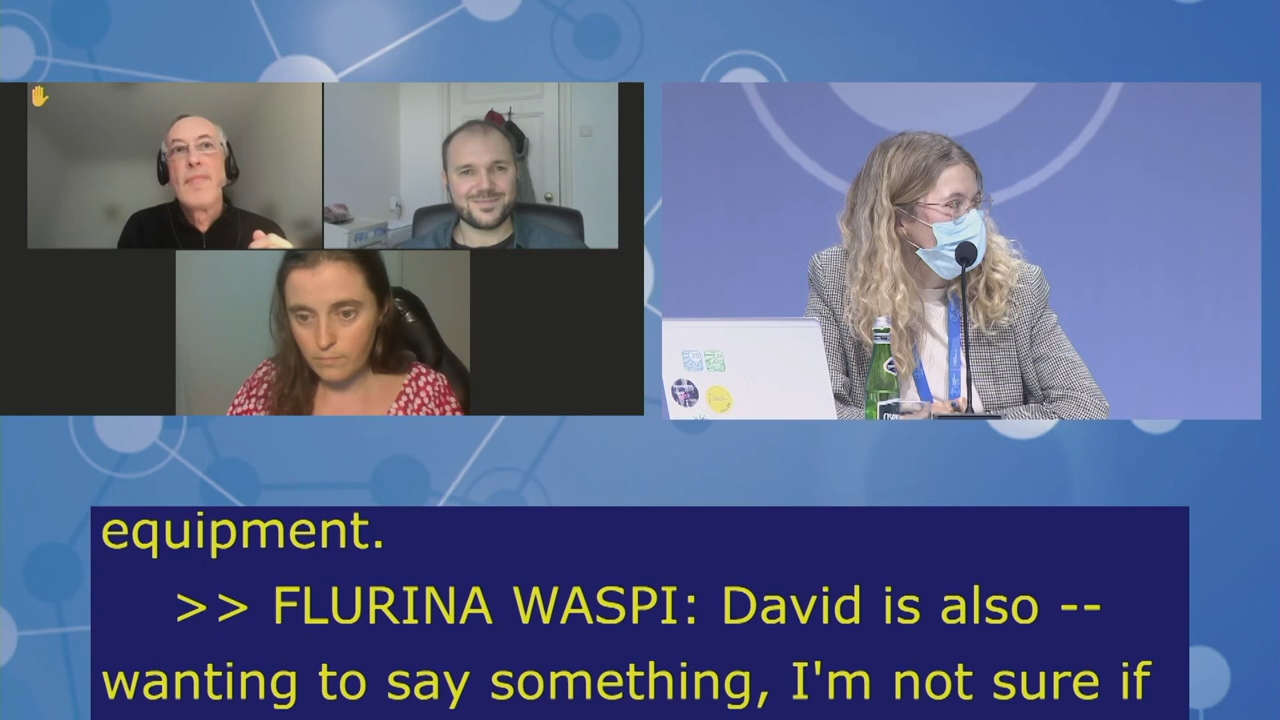 equipment.
>> FLURINA WASPI: David is also --
wanting to say something, I'm not sure if